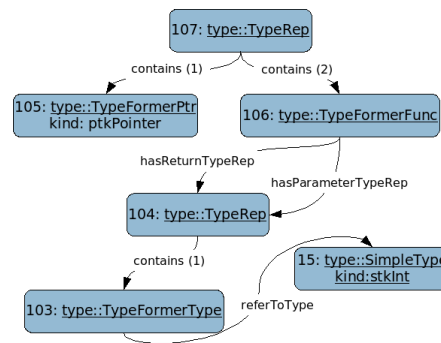 107: type::TypeRep
contains (1)
contains (2)
105: type::TypeFormerPtr
kind: ptkPointer
106: type::TypeFormerFunc
hasReturnTypeRep
hasParameterTypeRep
104: type::TypeRep
contains (1)
15: type::SimpleType
kind:stkInt
103: type::TypeFormerType
referToType